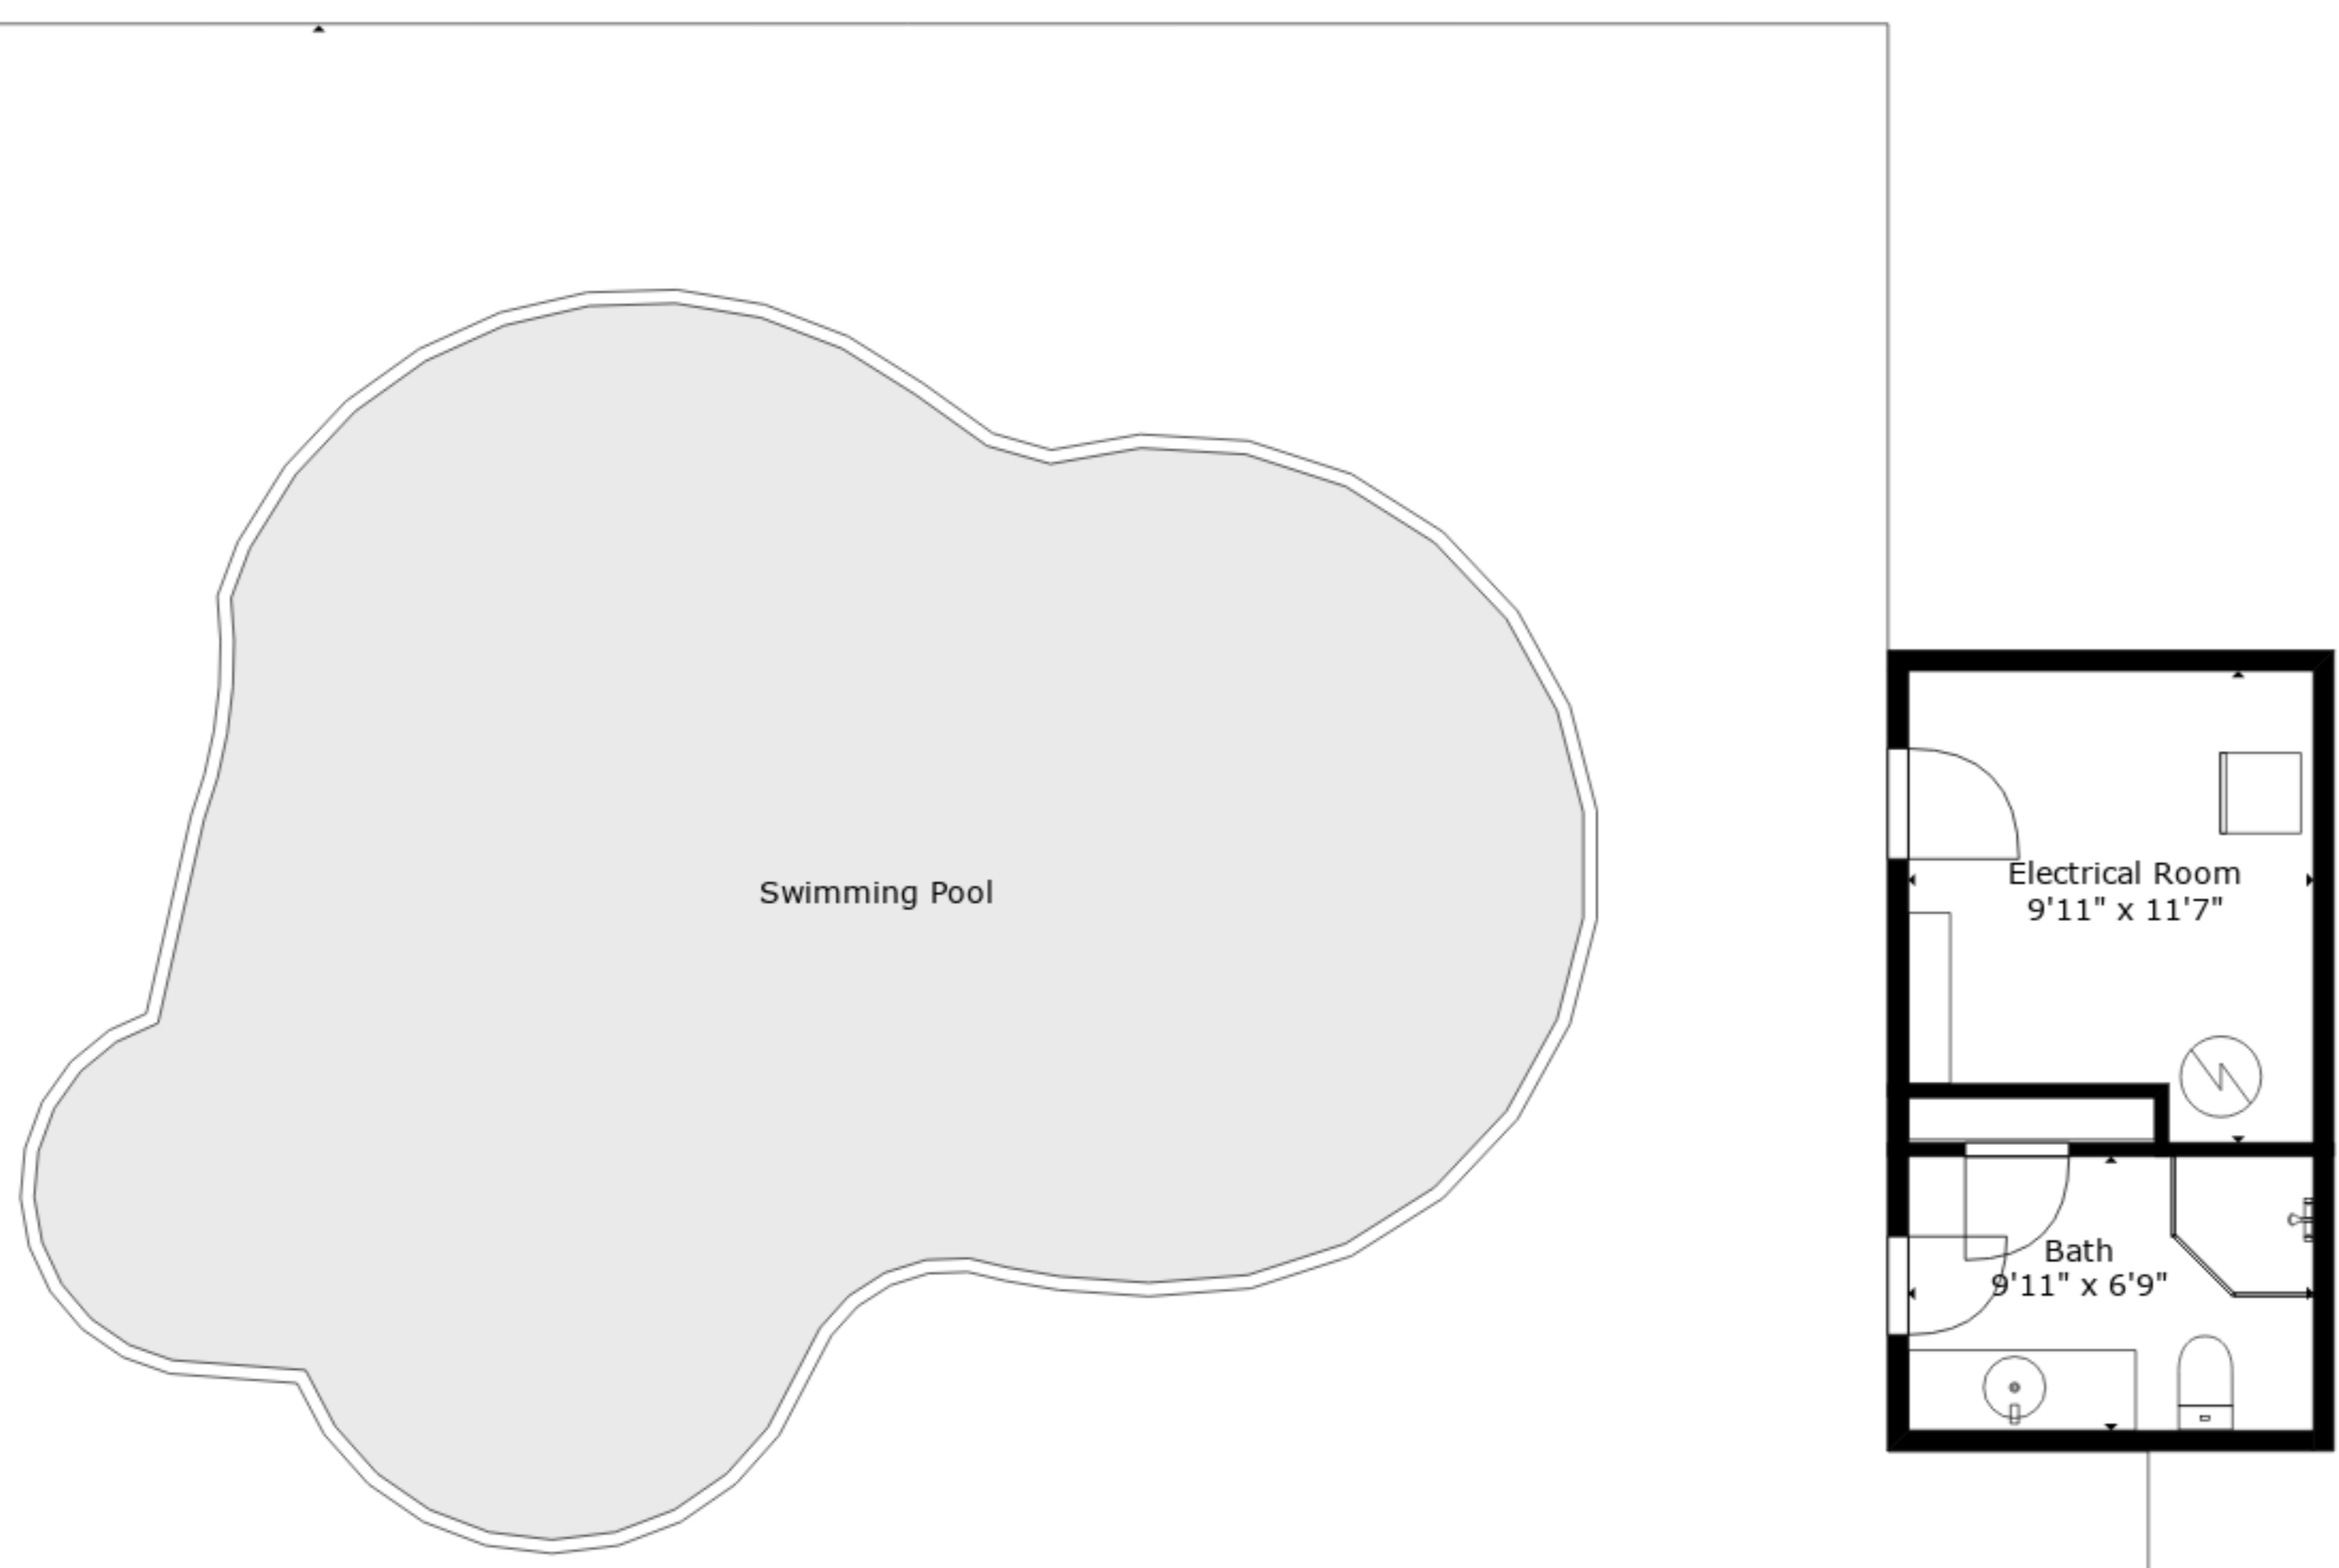 Swimming Pool
Electrical Room
9'11" x 11'7"
Bath
9'11" x 6'9"